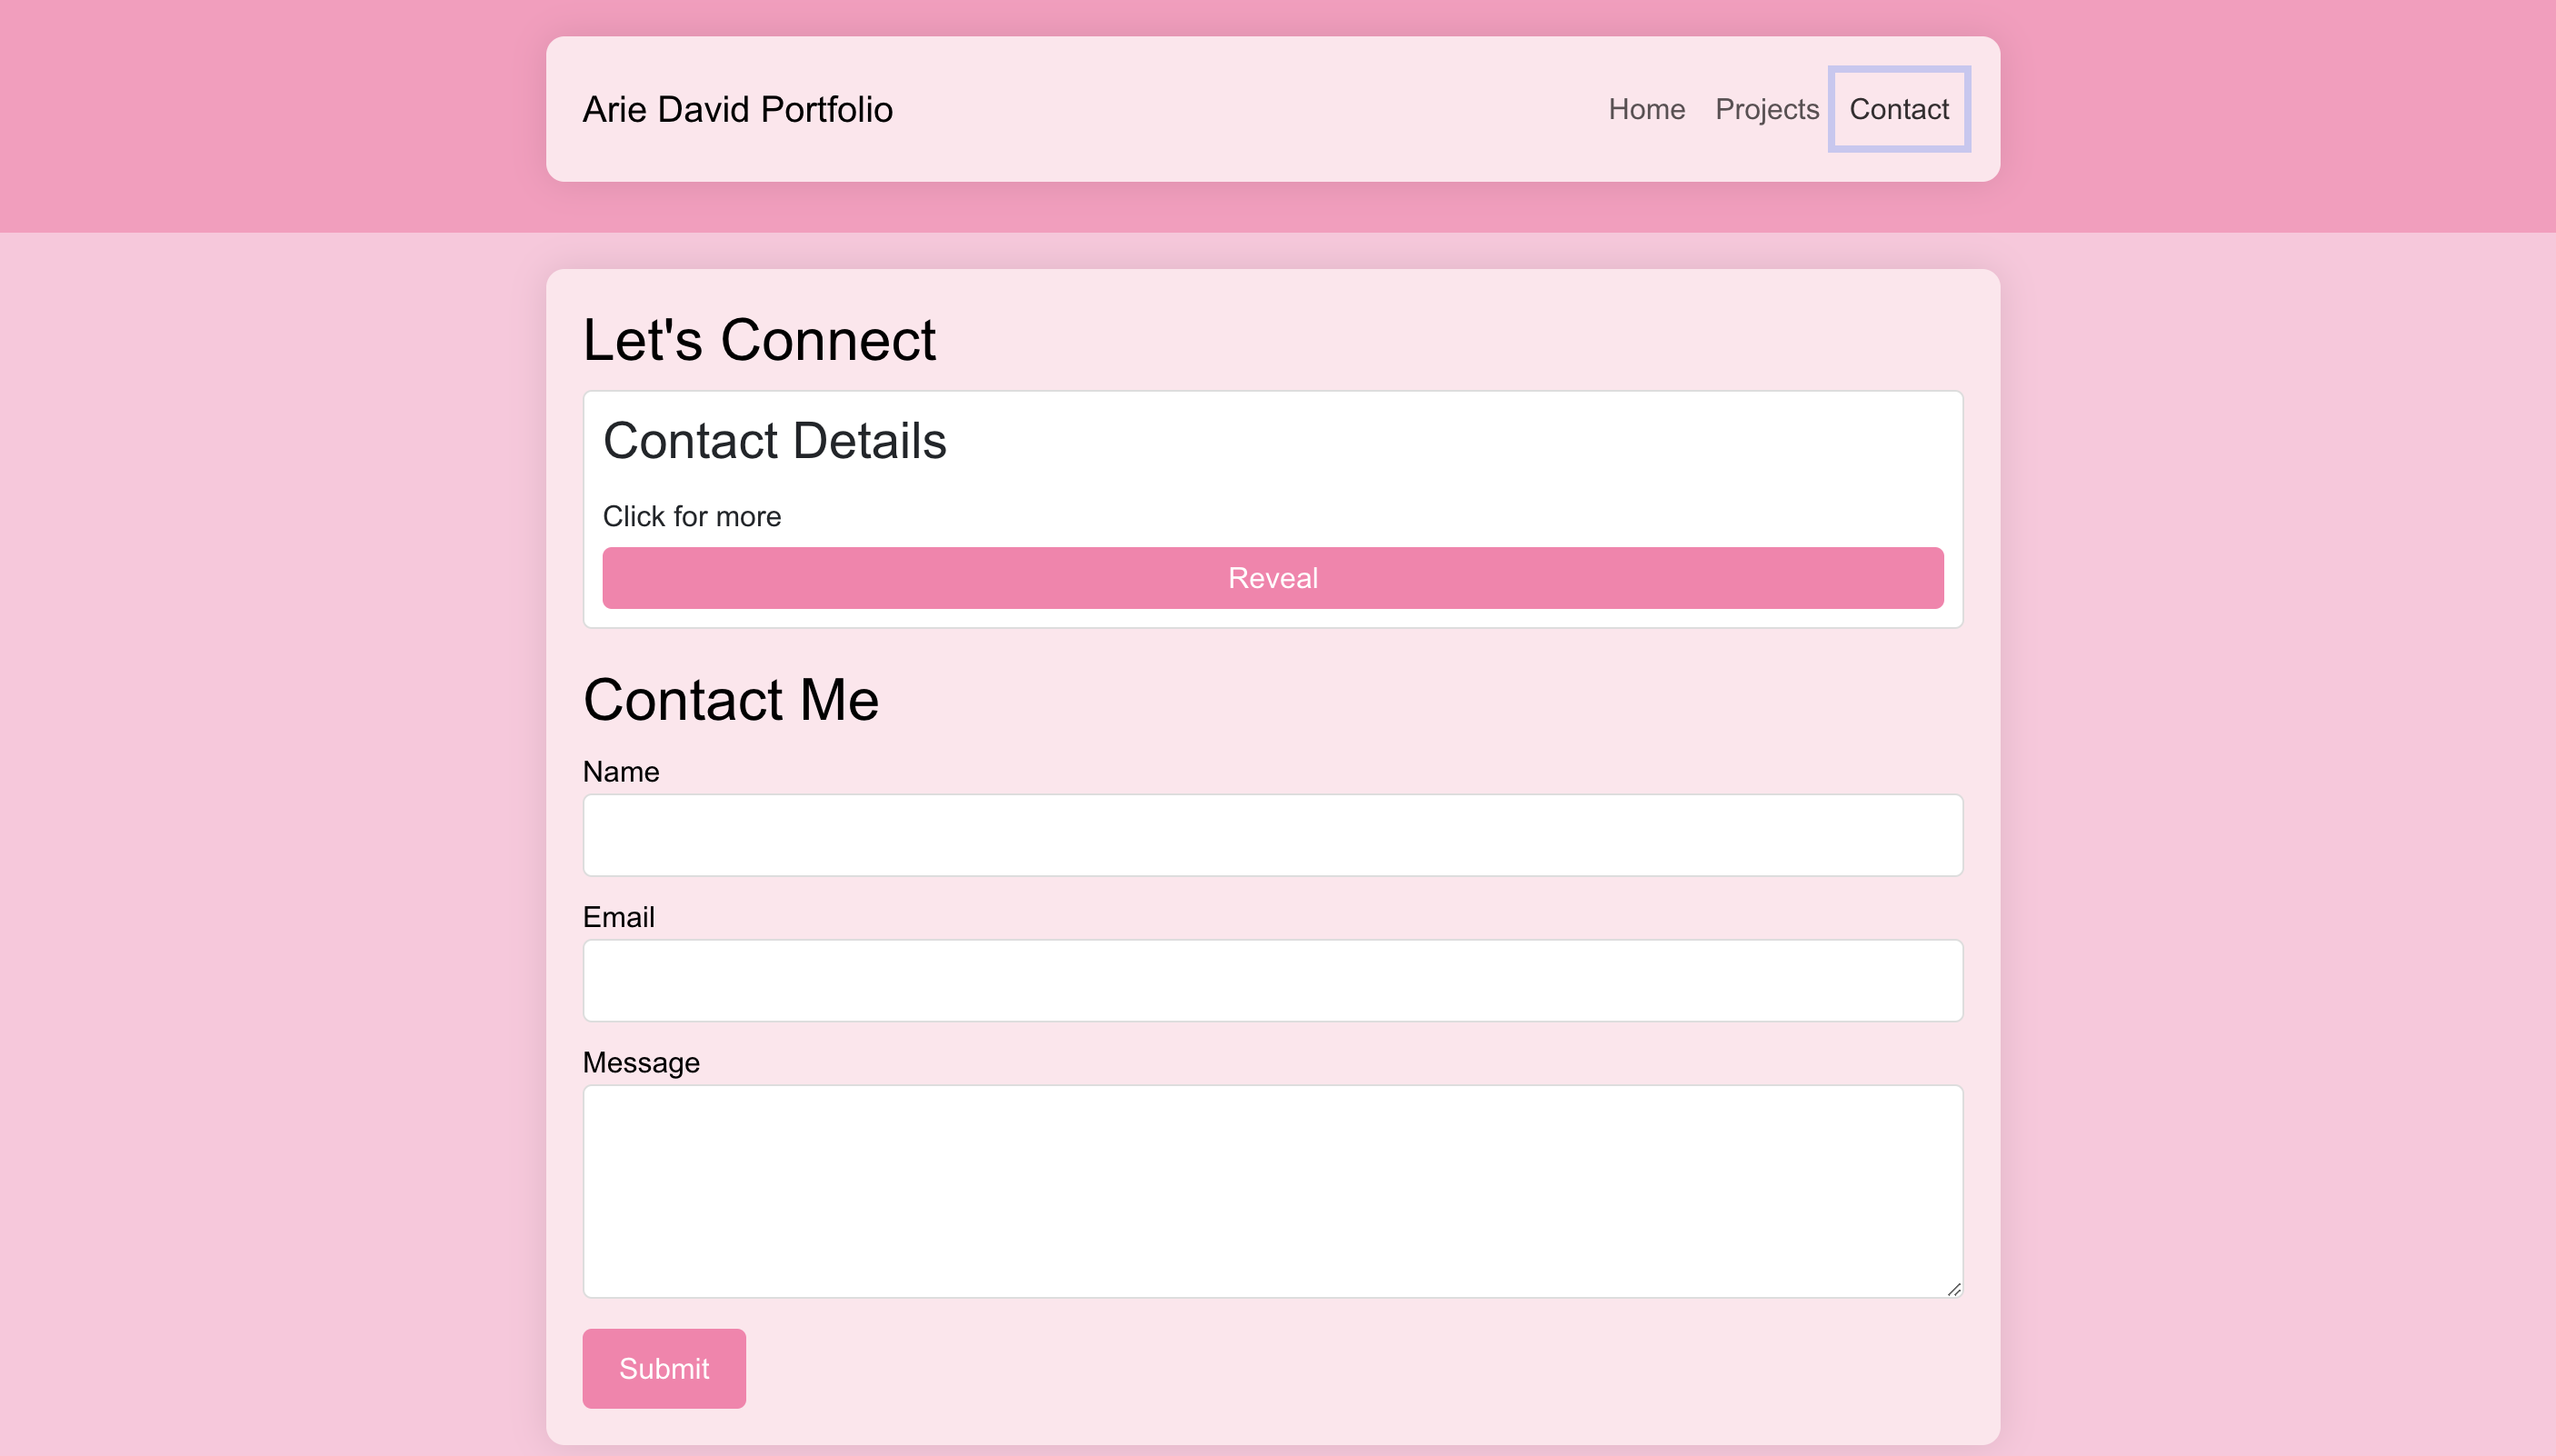 Arie David Portfolio
Home Projects Contact
Let's Connect
Contact Details
Click for more
Reveal
Contact Me
Name
Email
Message
Submit